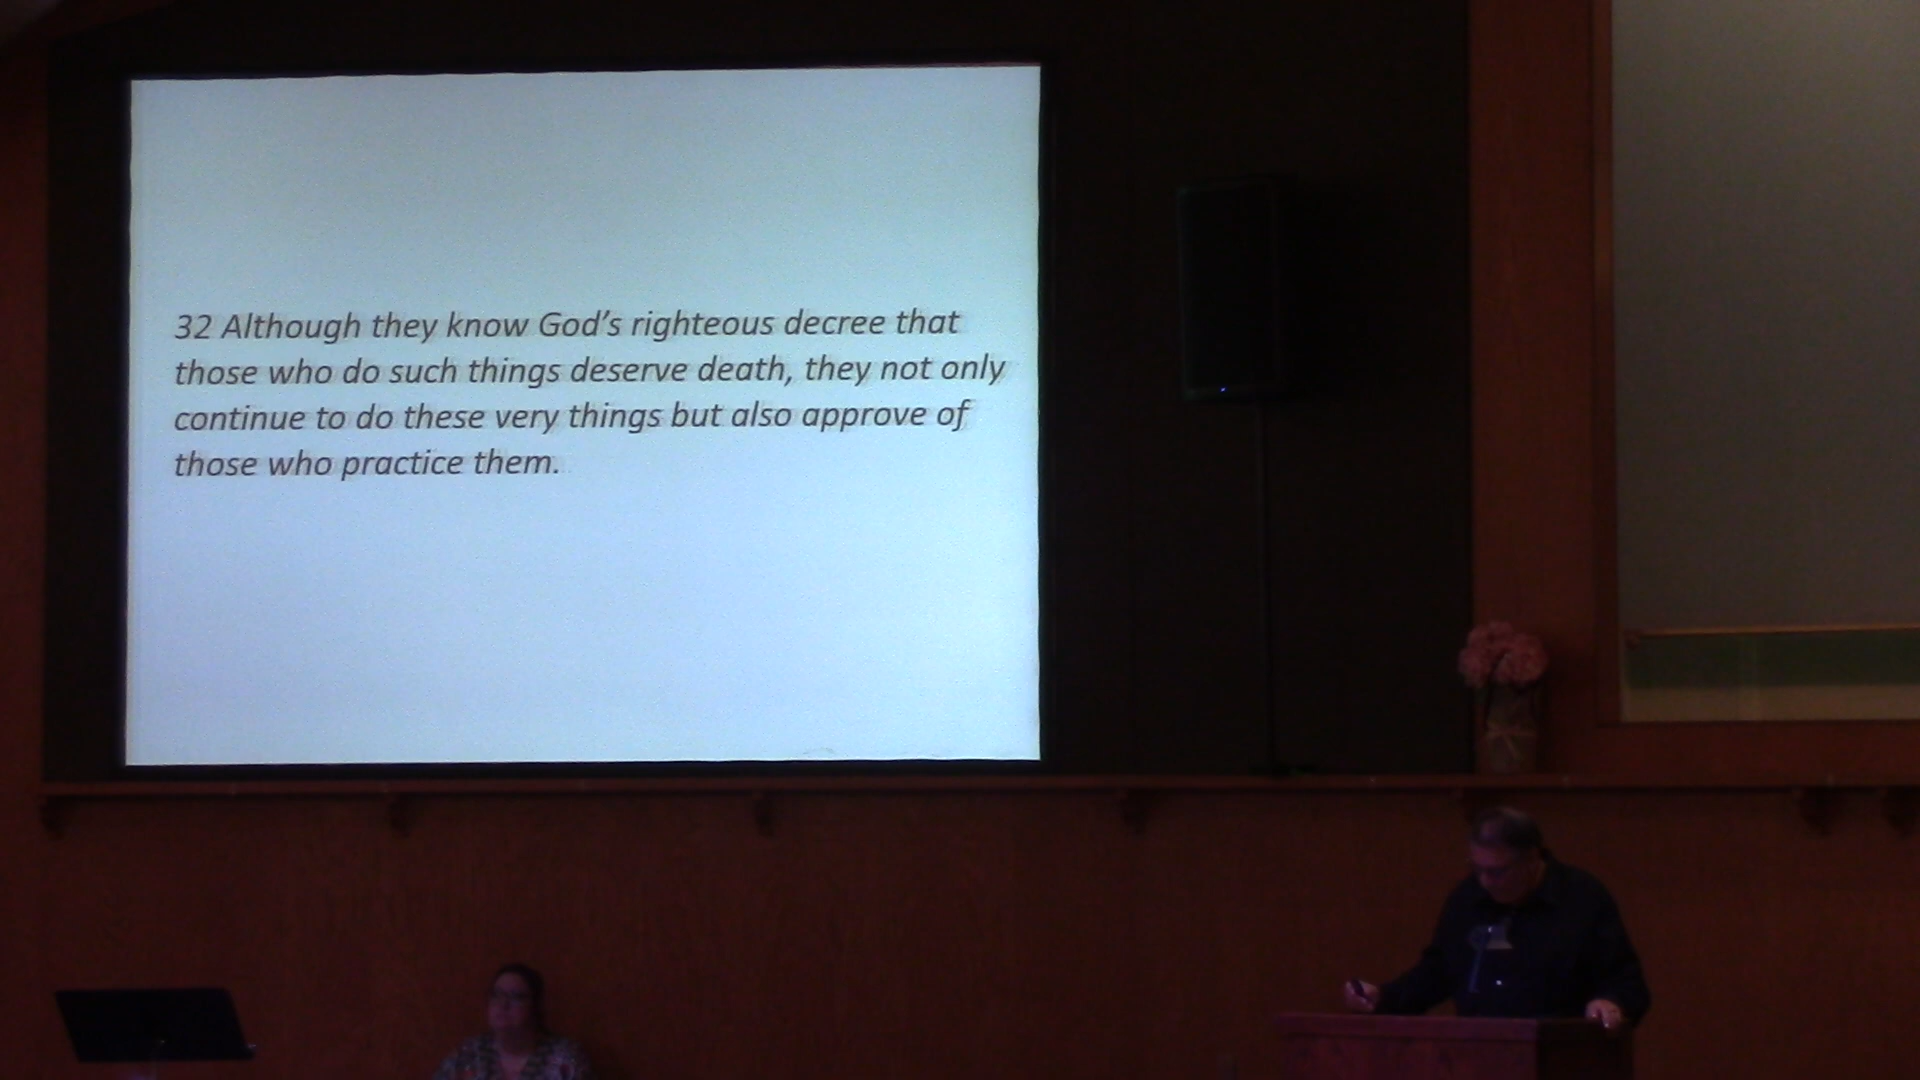 32 Although they know God’s righteous decree that
those who do such things deserve death, they not only
continue to do these very things but also approve of
those who practice them.